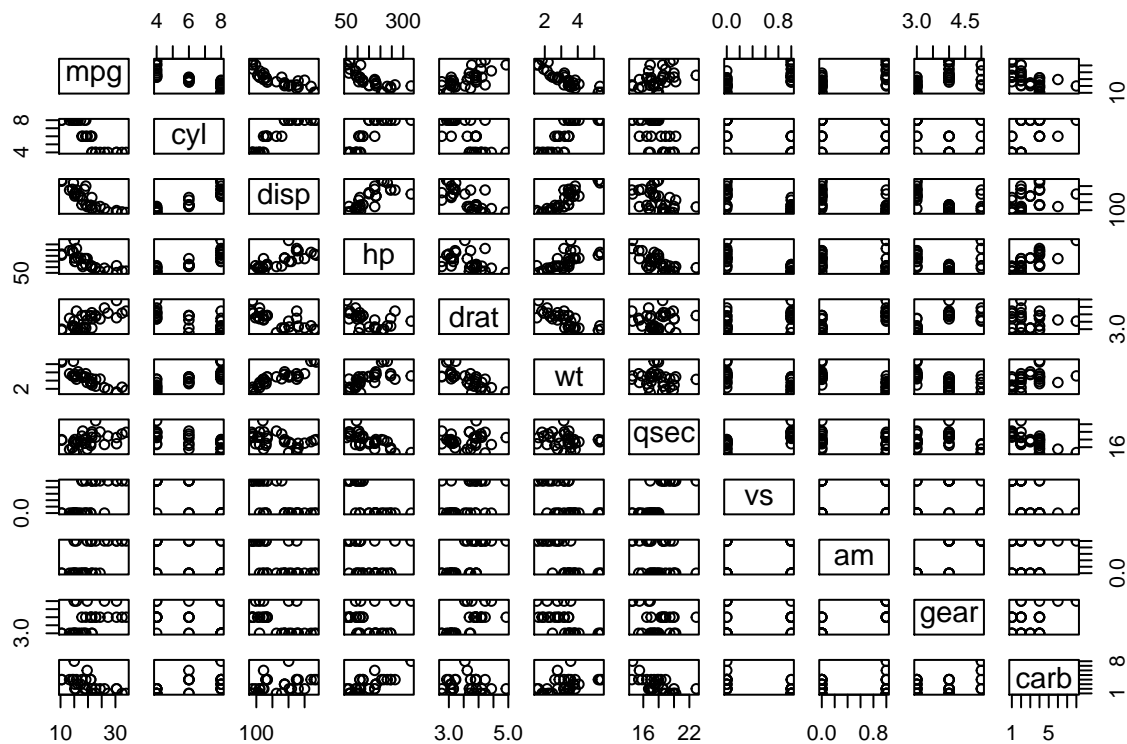 4 6 8 50 300 2 4 0.0 1.0 3.0 4.5
mpg 10
4 8 cyl
disp 100
50 hp
drat 3.0
2 wt
qsec 16
0.0 vs
am 0.0
3.0 gear
carb 1 8
10 30 100 3.0 5.0 16 22 0.0 0.8 1 5